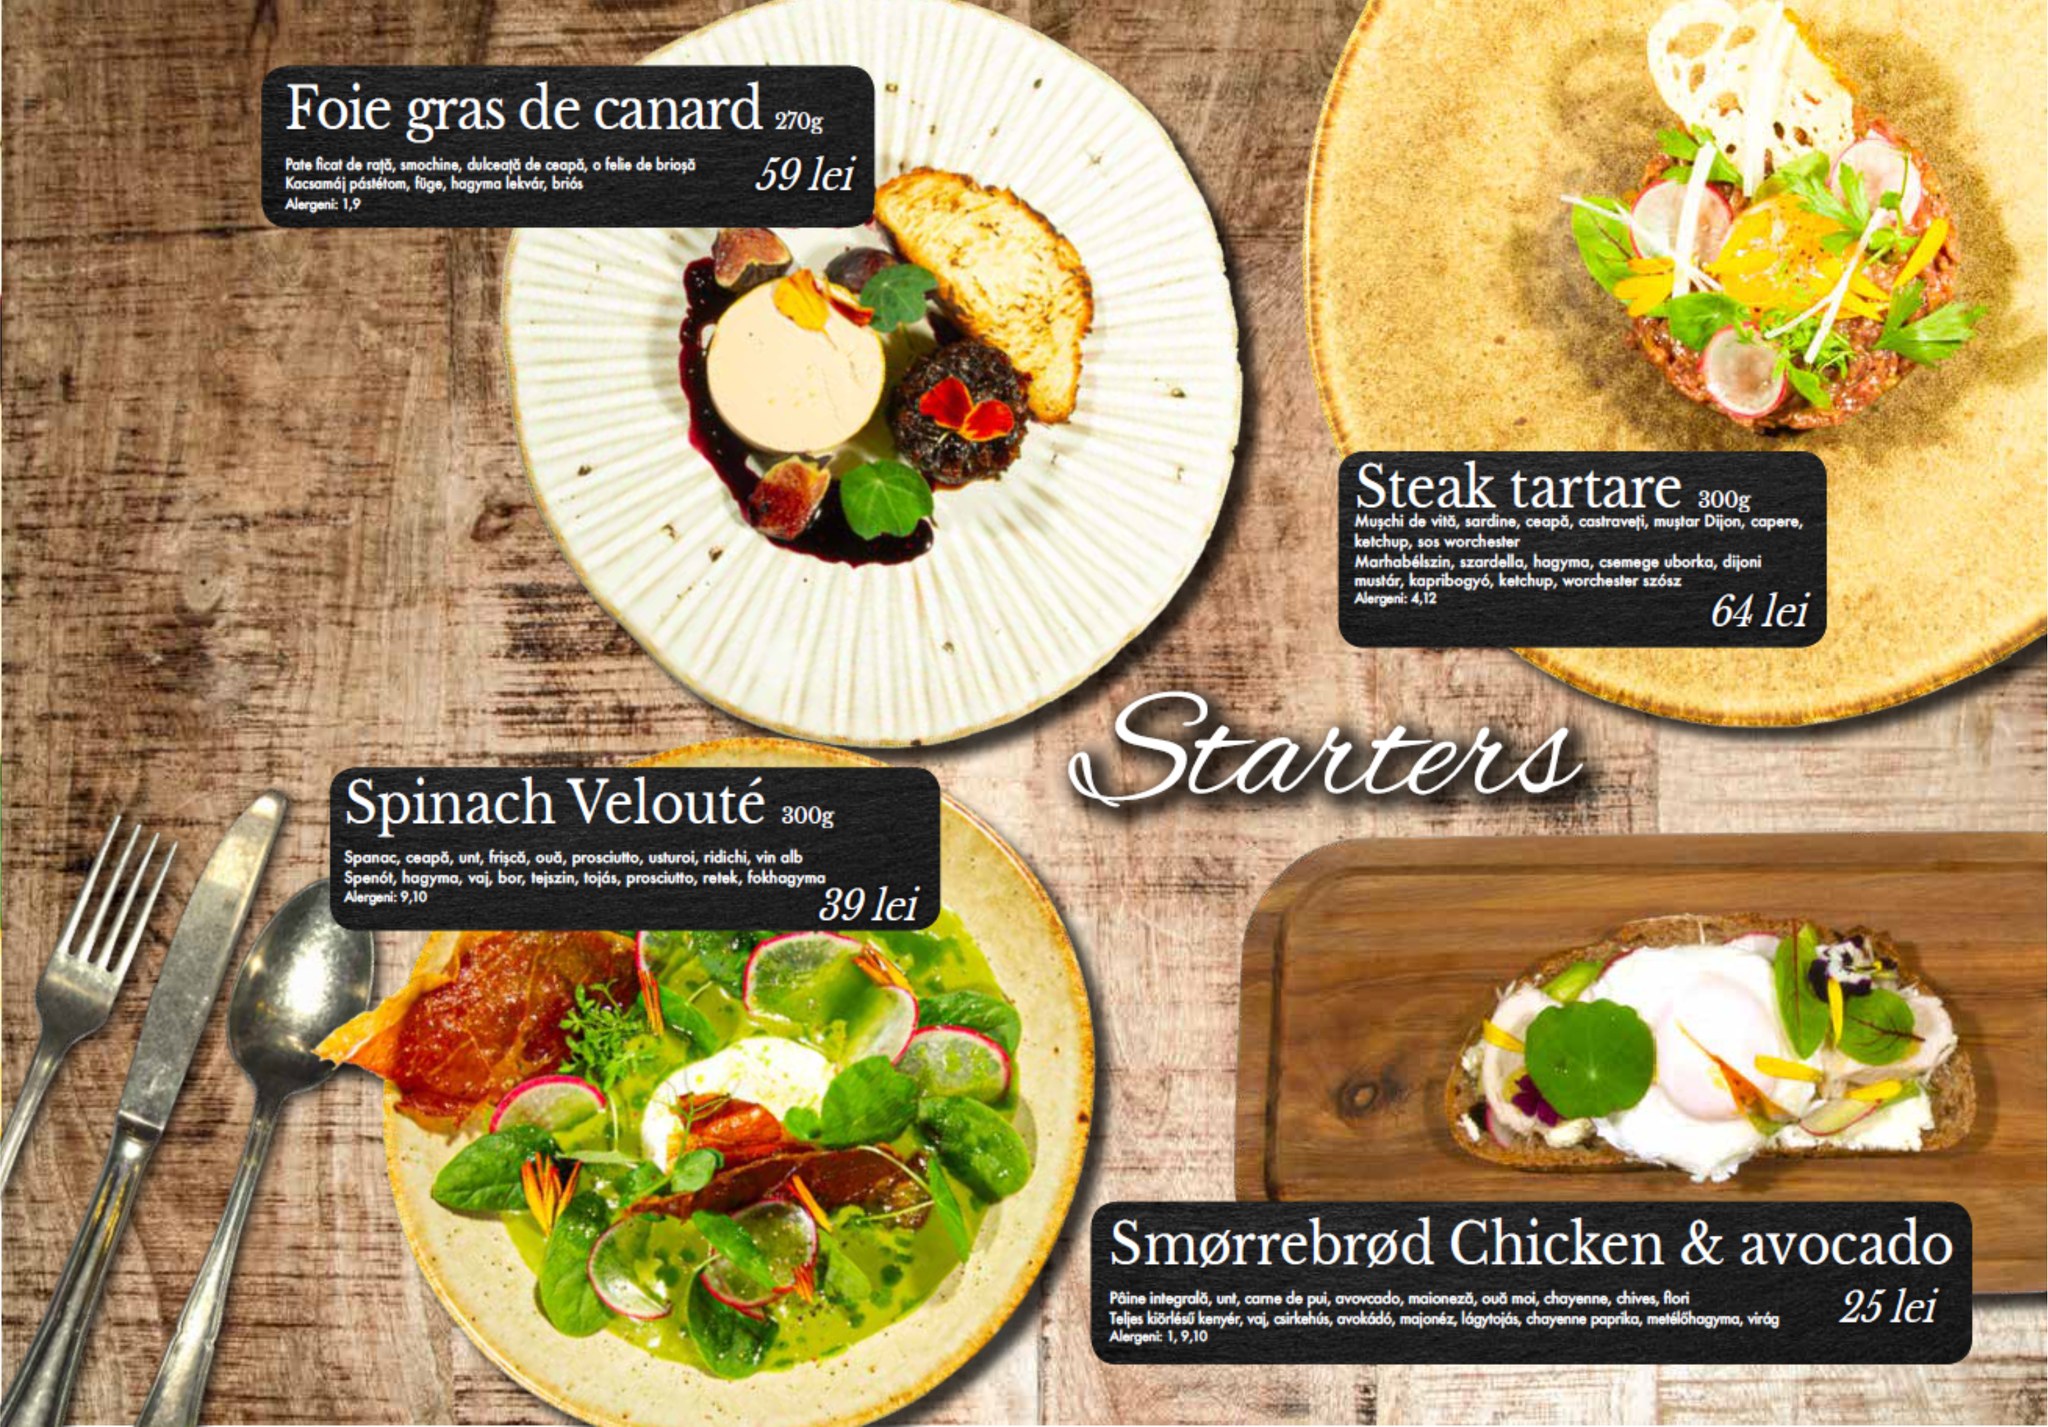 Foie gras de canard 270g
Pate ficat de rață, smochine, dulceață de ceapă, o felie de brioșă
Kacsamáj pástétom, füge, hagyma lekvár, briós
Alergeni: 1,9
59 lei
Steak tartare 300g
Mușchi de vită, sardine, ceapă, castraveți, muștar Dijon, capere,
ketchup, sos worchester
Marhabélszin, szardella, hagyma, csemege uborka, dijoni
mustár, kapribogyó, ketchup, worchester szósz
Alergeni: 4,12
64 lei
Starters
Spinach Velouté 300g
Spanac, ceapă, unt, frișcă, ouă, prosciutto, usturoi, ridichi, vin alb
Spenót, hagyma, vaj, bor, tejszin, tojás, prosciutto, retek, fokhagyma
Alergeni: 9,10
39 lei
Smørrebrød Chicken & avocado
Pâine integrală, unt, carne de pui, avovcado, maioneză, ouă moi, chayenne, chives, flori
Teljes kiörlésű kenyér, vaj, csirkehús, avokádó, majonéz, lágytojás, chayenne paprika, metélőhagyma, virág
Alergeni: 1, 9,10
25 lei